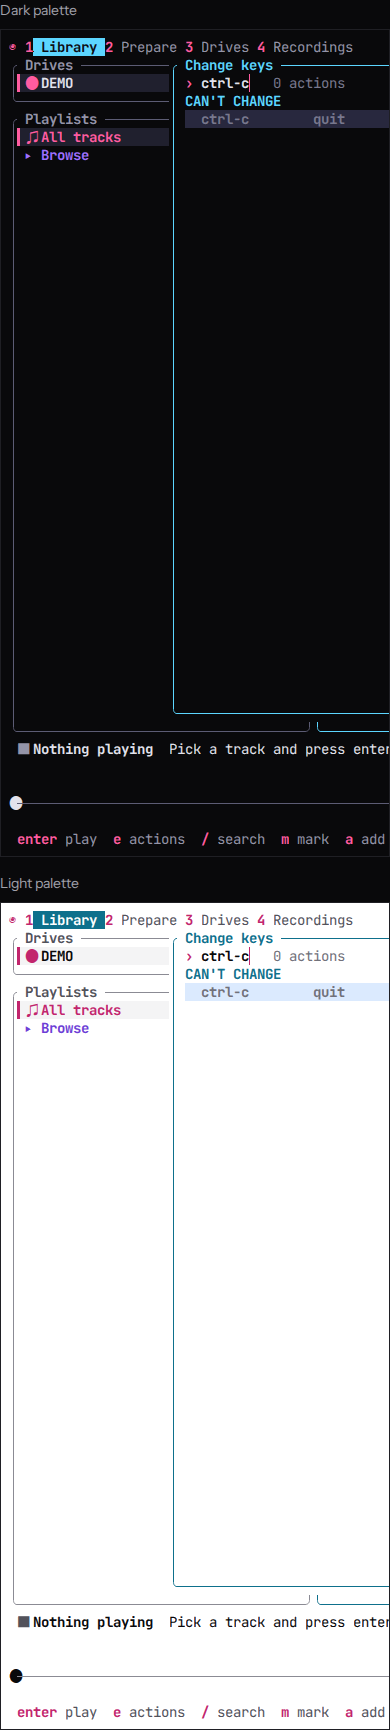 Dark palette
1 Library 2 Prepare 3 Drives 4 Recordings
Drives
DEMO
Playlists
All tracks
Browse
Change keys
› ctrl-c 0 actions
CAN'T CHANGE
ctrl-c quit
Nothing playing Pick a track and press enter
enter play e actions / search m mark a add
Light palette
1 Library 2 Prepare 3 Drives 4 Recordings
Drives
DEMO
Playlists
All tracks
Browse
Change keys
› ctrl-c 0 actions
CAN'T CHANGE
ctrl-c quit
Nothing playing Pick a track and press enter
enter play e actions / search m mark a add